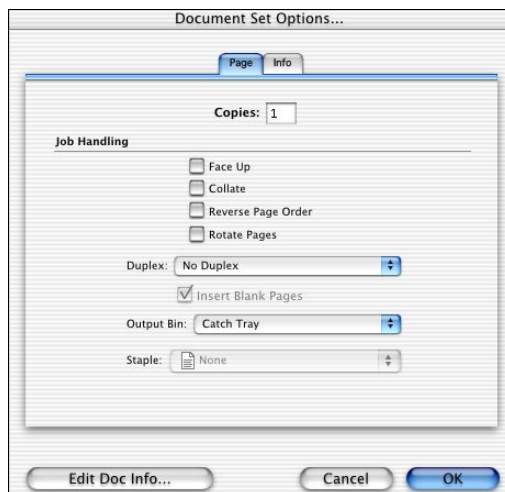 Document Set Options...
Page Info
Copies: 1
Job Handling
Face Up
Collate
Reverse Page Order
Rotate Pages
Duplex: No Duplex
Insert Blank Pages
Output Bin: Catch Tray
Staple: None
Edit Doc Info... Cancel OK